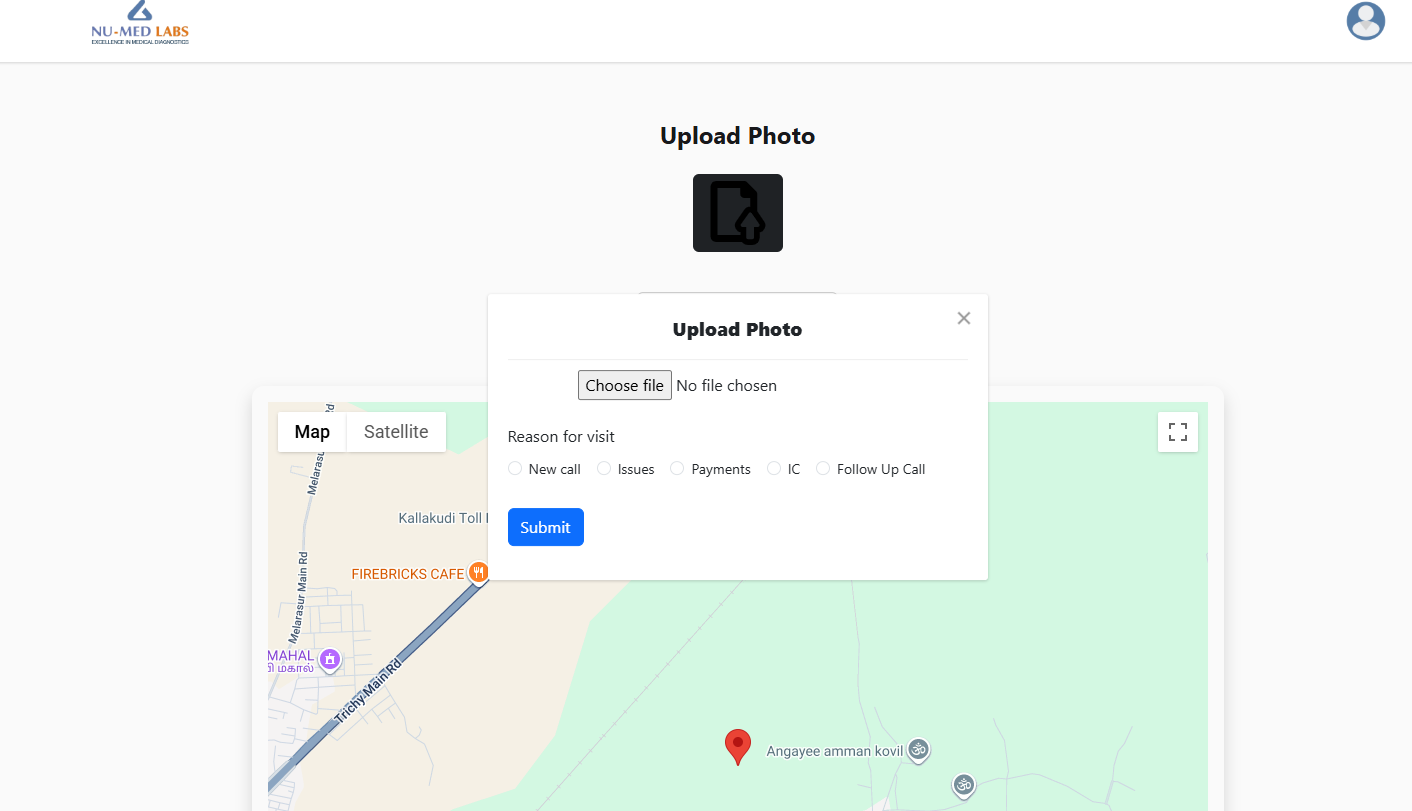 NU-MED LABS
EXCELLENCE IN MEDICAL DIAGNOSTICS
Upload Photo
Upload Photo
×
Choose file No file chosen
Reason for visit
New call Issues Payments IC Follow Up Call
Submit
Map Satellite
Melarasur Main Rd
Kallakudi Toll
FIREBRICKS CAFE
Melarasur Main Rd
MAHAL
மகால்
Trichy Main Rd
Angayee amman kovil
ॐ
ॐ